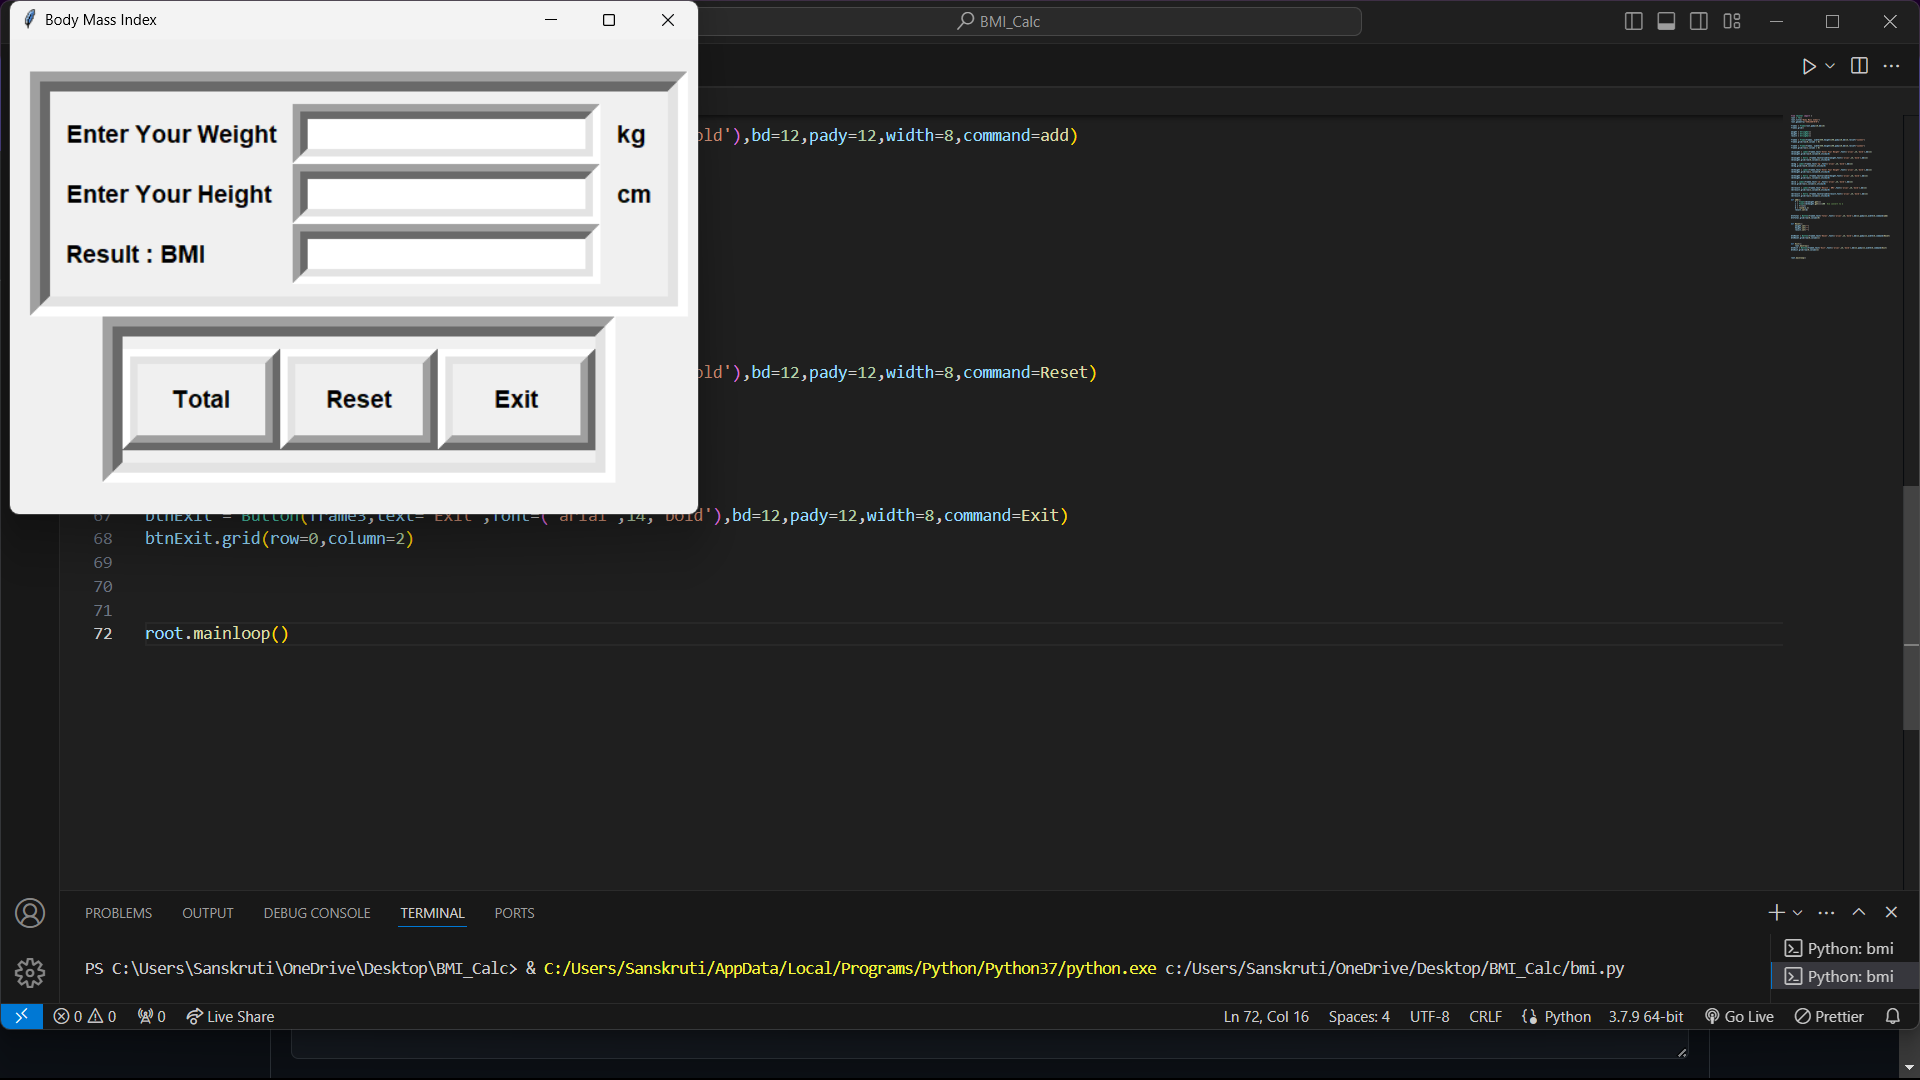 Body Mass Index
BMI_Calc
Enter Your Weight kg
Enter Your Height cm
Result : BMI
Total Reset Exit
old'),bd=12,pady=12,width=8,command=add)
old'),bd=12,pady=12,width=8,command=Reset)
67 btnExit = Button(frame3,text='Exit',font=('arial',14,'bold'),bd=12,pady=12,width=8,command=Exit)
68 btnExit.grid(row=0,column=2)
69
70
71
72 root.mainloop()
PROBLEMS OUTPUT DEBUG CONSOLE TERMINAL PORTS
PS C:\Users\Sanskruti\OneDrive\Desktop\BMI_Calc> & C:/Users/Sanskruti/AppData/Local/Programs/Python/Python37/python.exe c:/Users/Sanskruti/OneDrive/Desktop/BMI_Calc/bmi.py
Python: bmi
Python: bmi
0 0 0 Live Share Ln 72, Col 16 Spaces: 4 UTF-8 CRLF Python 3.7.9 64-bit Go Live Prettier